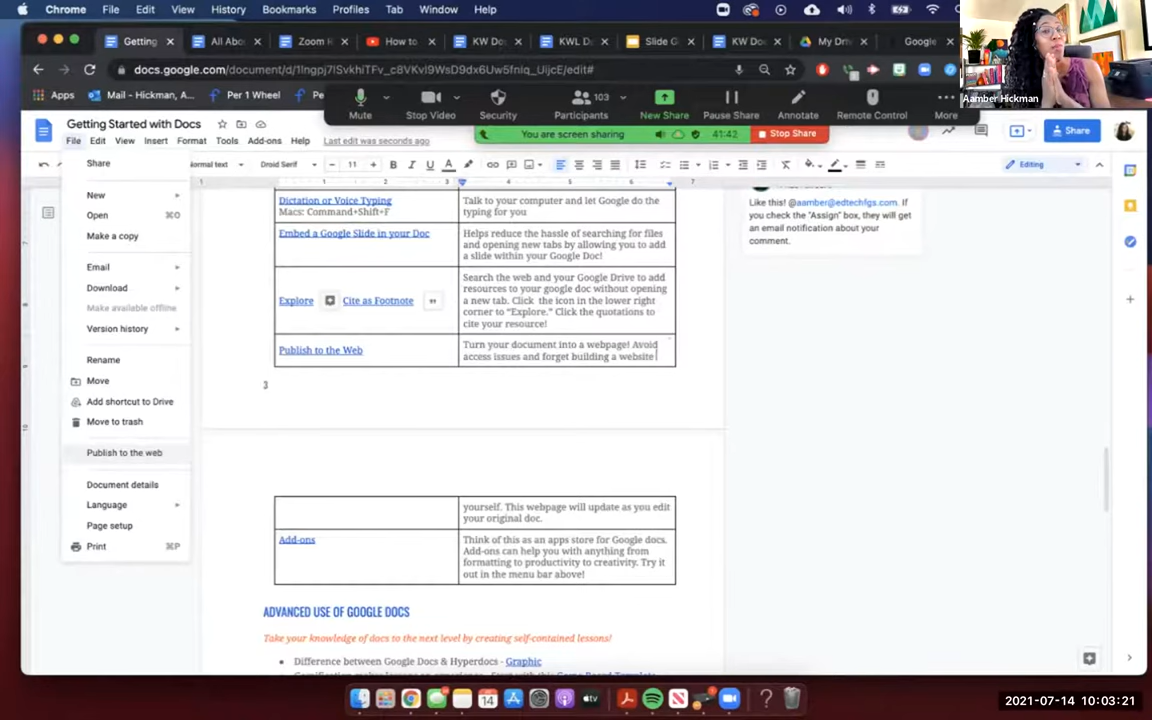 Chrome File Edit View History Bookmarks Profiles Tab Window Help
Getting All Abo Zoom H How to KW Do KWL D Slide G KW Do My Driv Google
docs.google.com/document/d/1lngpj7lSvkhiTFv_c8VKvl9WsD9dx6Uw5fnlq_UijcE/edit#
Aamber Hickman
Apps Mail - Hickman, A... Per 1 Wheel
103
Mute Stop Video Security Participants New Share Pause Share Annotate Remote Control More
Getting Started with Docs
You are screen sharing 41:42 Stop Share
Share
File Edit View Insert Format Tools Add-ons Help Last edit was seconds ago
Normal text Droid Serif 11 B I U A Editing
Share
New
Open ⌘O
Make a copy
Email
Download
Make available offline
Version history
Rename
Move
Add shortcut to Drive
Move to trash
Publish to the web
Document details
Language
Page setup
Print ⌘P
Dictation or Voice Typing
Macs: Command+Shift+F
Talk to your computer and let Google do the
typing for you
Embed a Google Slide in your Doc
Helps reduce the hassle of searching for files
and opening new tabs by allowing you to add
a slide within your Google Doc!
Explore Cite as Footnote
Search the web and your Google Drive to add
resources to your google doc without opening
a new tab. Click the icon in the lower right
corner to "Explore." Click the quotations to
cite your resource!
Publish to the Web
Turn your document into a webpage! Avoid
access issues and forget building a website
3
yourself. This webpage will update as you edit
your original doc.
Add-ons
Think of this as an apps store for Google docs.
Add-ons can help you with anything from
formatting to productivity to creativity. Try it
out in the menu bar above!
ADVANCED USE OF GOOGLE DOCS
Take your knowledge of docs to the next level by creating self-contained lessons!
Difference between Google Docs & Hyperdocs - Graphic
Like this! @aamber@edtechfgs.com. If
you check the "Assign" box, they will get
an email notification about your
comment.
2021-07-14 10:03:21